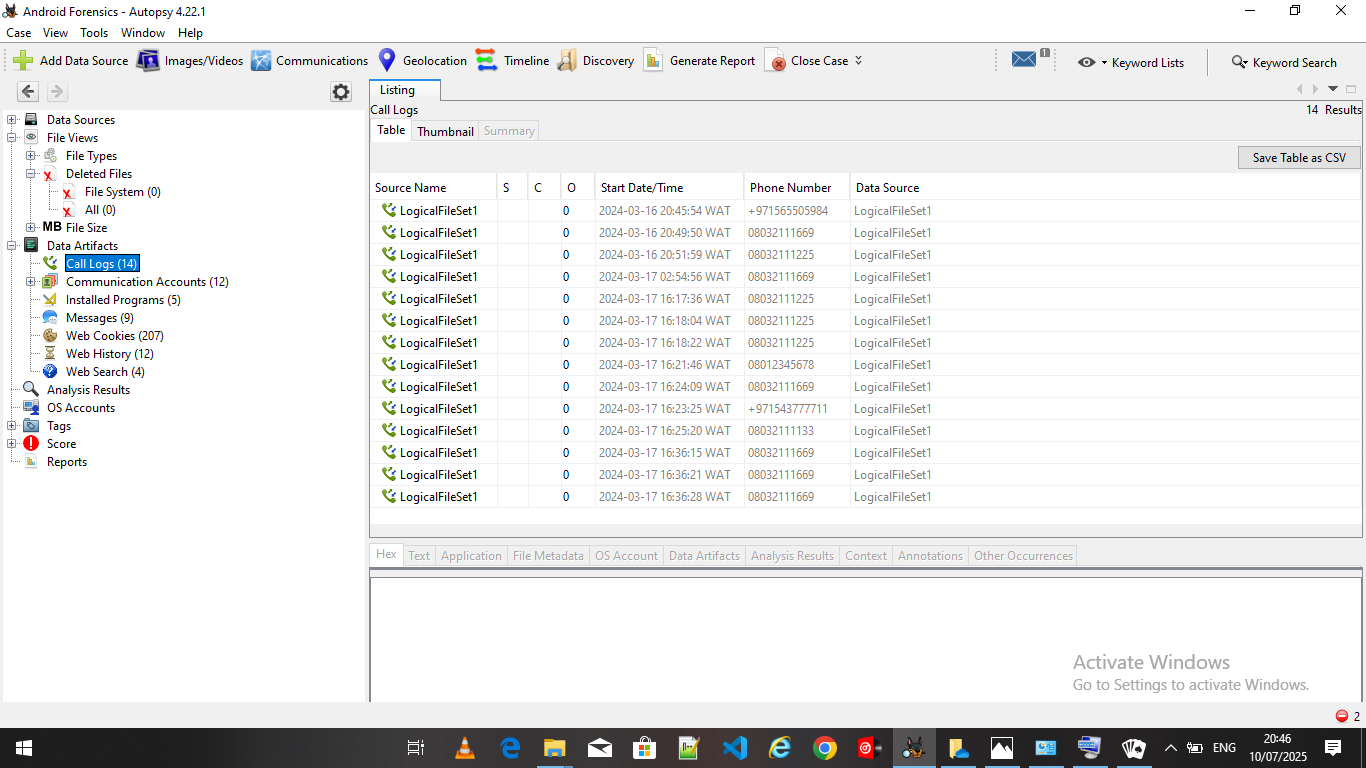 Android Forensics - Autopsy 4.22.1
Case View Tools Window Help
Add Data Source Images/Videos Communications Geolocation Timeline Discovery Generate Report Close Case 1 Keyword Lists Keyword Search
Data Sources
File Views
File Types
Deleted Files
File System (0)
All (0)
MB File Size
Data Artifacts
Call Logs (14)
Communication Accounts (12)
Installed Programs (5)
Messages (9)
Web Cookies (207)
Web History (12)
Web Search (4)
Analysis Results
OS Accounts
Tags
Score
Reports
Listing
Call Logs 14 Results
Table Thumbnail Summary
Save Table as CSV
Source Name S C O Start Date/Time Phone Number Data Source
LogicalFileSet1 0 2024-03-16 20:45:54 WAT +971565505984 LogicalFileSet1
LogicalFileSet1 0 2024-03-16 20:49:50 WAT 08032111669 LogicalFileSet1
LogicalFileSet1 0 2024-03-16 20:51:59 WAT 08032111225 LogicalFileSet1
LogicalFileSet1 0 2024-03-17 02:54:56 WAT 08032111669 LogicalFileSet1
LogicalFileSet1 0 2024-03-17 16:17:36 WAT 08032111225 LogicalFileSet1
LogicalFileSet1 0 2024-03-17 16:18:04 WAT 08032111225 LogicalFileSet1
LogicalFileSet1 0 2024-03-17 16:18:22 WAT 08032111225 LogicalFileSet1
LogicalFileSet1 0 2024-03-17 16:21:46 WAT 08012345678 LogicalFileSet1
LogicalFileSet1 0 2024-03-17 16:24:09 WAT 08032111669 LogicalFileSet1
LogicalFileSet1 0 2024-03-17 16:23:25 WAT +971543777711 LogicalFileSet1
LogicalFileSet1 0 2024-03-17 16:25:20 WAT 08032111133 LogicalFileSet1
LogicalFileSet1 0 2024-03-17 16:36:15 WAT 08032111669 LogicalFileSet1
LogicalFileSet1 0 2024-03-17 16:36:21 WAT 08032111669 LogicalFileSet1
LogicalFileSet1 0 2024-03-17 16:36:28 WAT 08032111669 LogicalFileSet1
Hex Text Application File Metadata OS Account Data Artifacts Analysis Results Context Annotations Other Occurrences
Activate Windows
Go to Settings to activate Windows.
2
ENG
20:46
10/07/2025